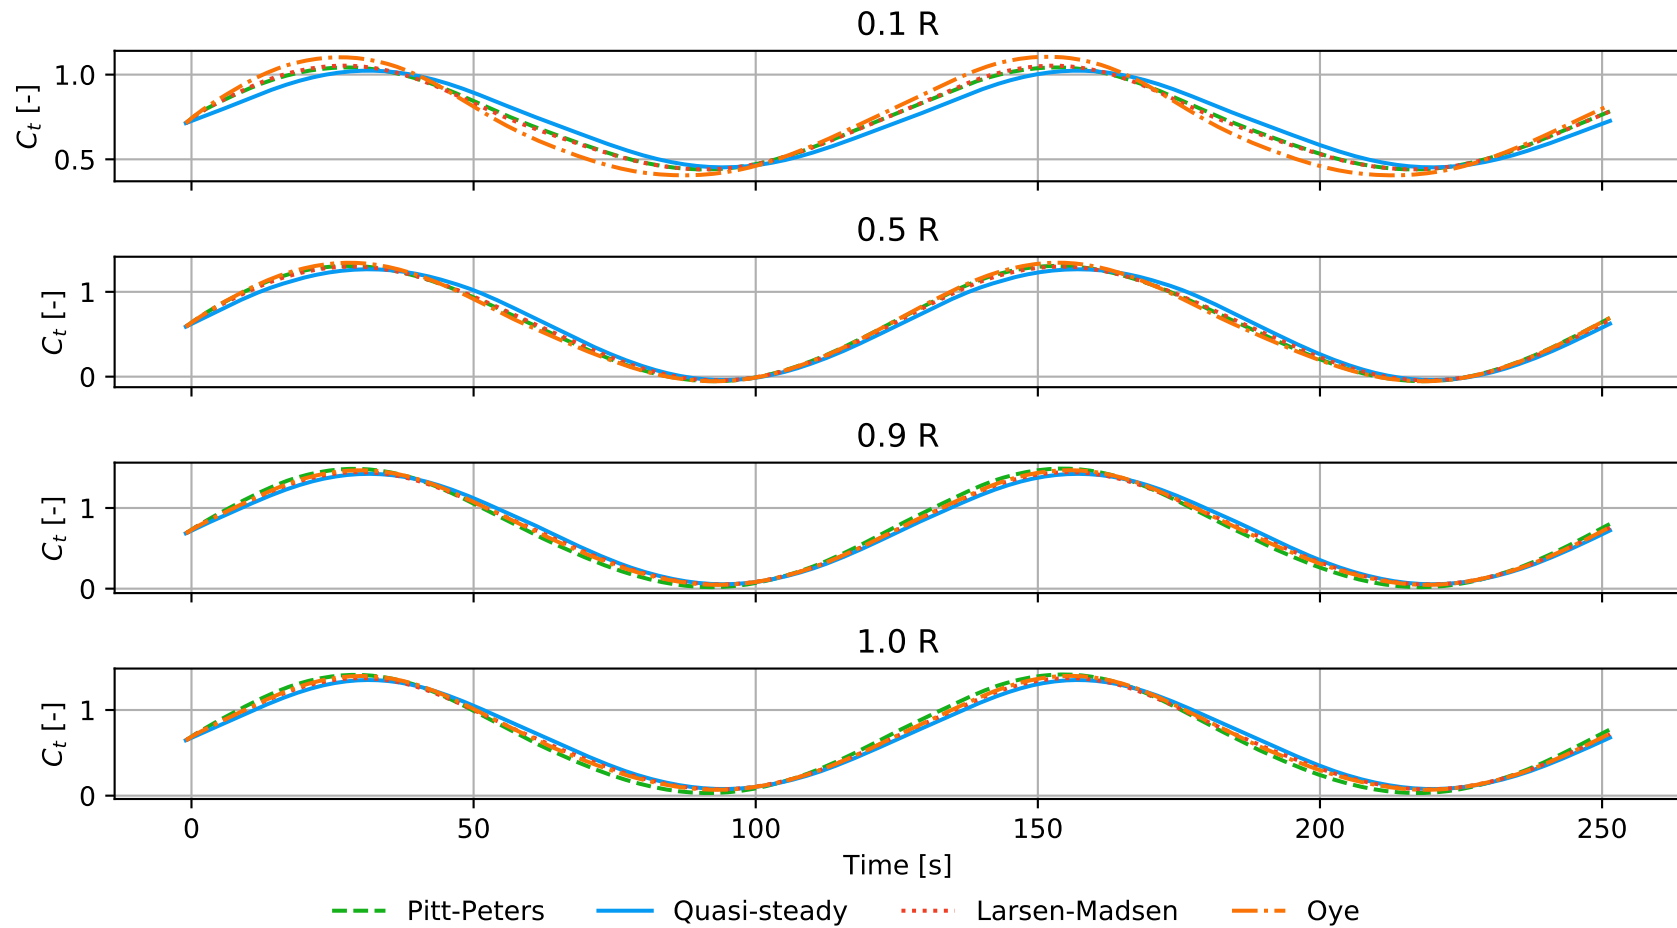 0.1 R
1.0
0.5
C_t [-]
0.5 R
1
0
C_t [-]
0.9 R
1
0
C_t [-]
1.0 R
1
0
C_t [-]
0 50 100 150 200 250
Time [s]
Pitt-Peters Quasi-steady Larsen-Madsen Oye